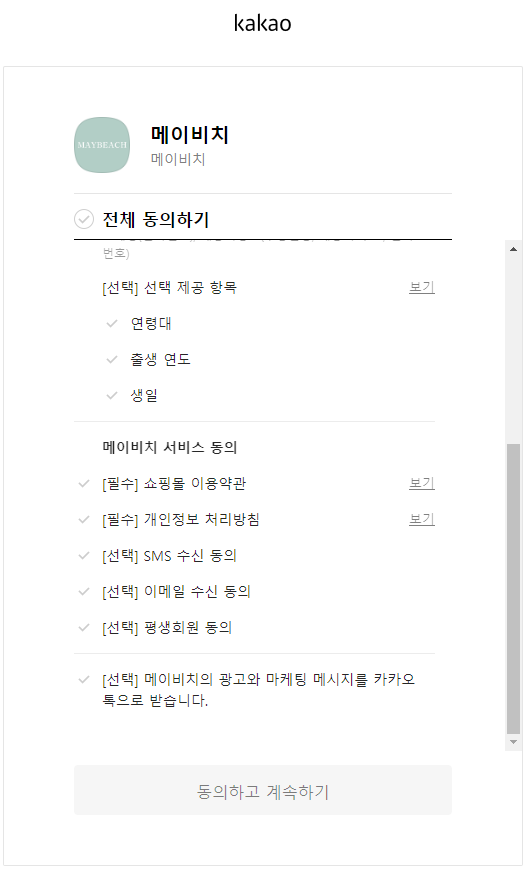 kakao
MAYBEACH
메이비치
메이비치
전체 동의하기
번호)
[선택] 선택 제공 항목 보기
연령대
출생 연도
생일
메이비치 서비스 동의
[필수] 쇼핑몰 이용약관 보기
[필수] 개인정보 처리방침 보기
[선택] SMS 수신 동의
[선택] 이메일 수신 동의
[선택] 평생회원 동의
[선택] 메이비치의 광고와 마케팅 메시지를 카카오
톡으로 받습니다.
동의하고 계속하기